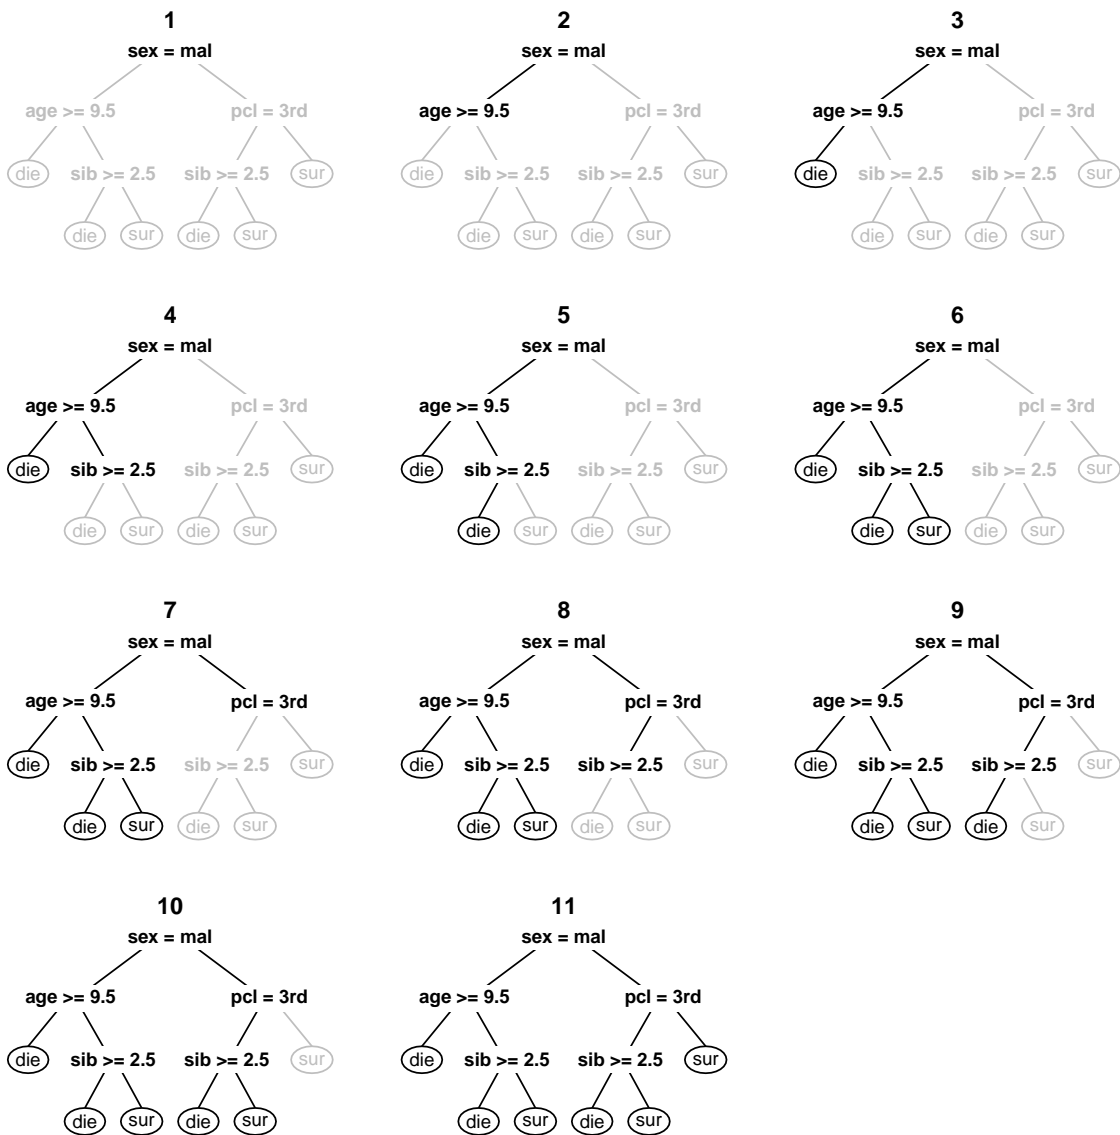 1 2 3
sex = mal sex = mal sex = mal
age >= 9.5 pcl = 3rd age >= 9.5 pcl = 3rd age >= 9.5 pcl = 3rd
die sib >= 2.5 sib >= 2.5 sur die sib >= 2.5 sib >= 2.5 sur die sib >= 2.5 sib >= 2.5 sur
die sur die sur die sur die sur die sur die sur
4 5 6
sex = mal sex = mal sex = mal
age >= 9.5 pcl = 3rd age >= 9.5 pcl = 3rd age >= 9.5 pcl = 3rd
die sib >= 2.5 sib >= 2.5 sur die sib >= 2.5 sib >= 2.5 sur die sib >= 2.5 sib >= 2.5 sur
die sur die sur die sur die sur die sur die sur
7 8 9
sex = mal sex = mal sex = mal
age >= 9.5 pcl = 3rd age >= 9.5 pcl = 3rd age >= 9.5 pcl = 3rd
die sib >= 2.5 sib >= 2.5 sur die sib >= 2.5 sib >= 2.5 sur die sib >= 2.5 sib >= 2.5 sur
die sur die sur die sur die sur die sur die sur
10 11
sex = mal sex = mal
age >= 9.5 pcl = 3rd age >= 9.5 pcl = 3rd
die sib >= 2.5 sib >= 2.5 sur die sib >= 2.5 sib >= 2.5 sur
die sur die sur die sur die sur